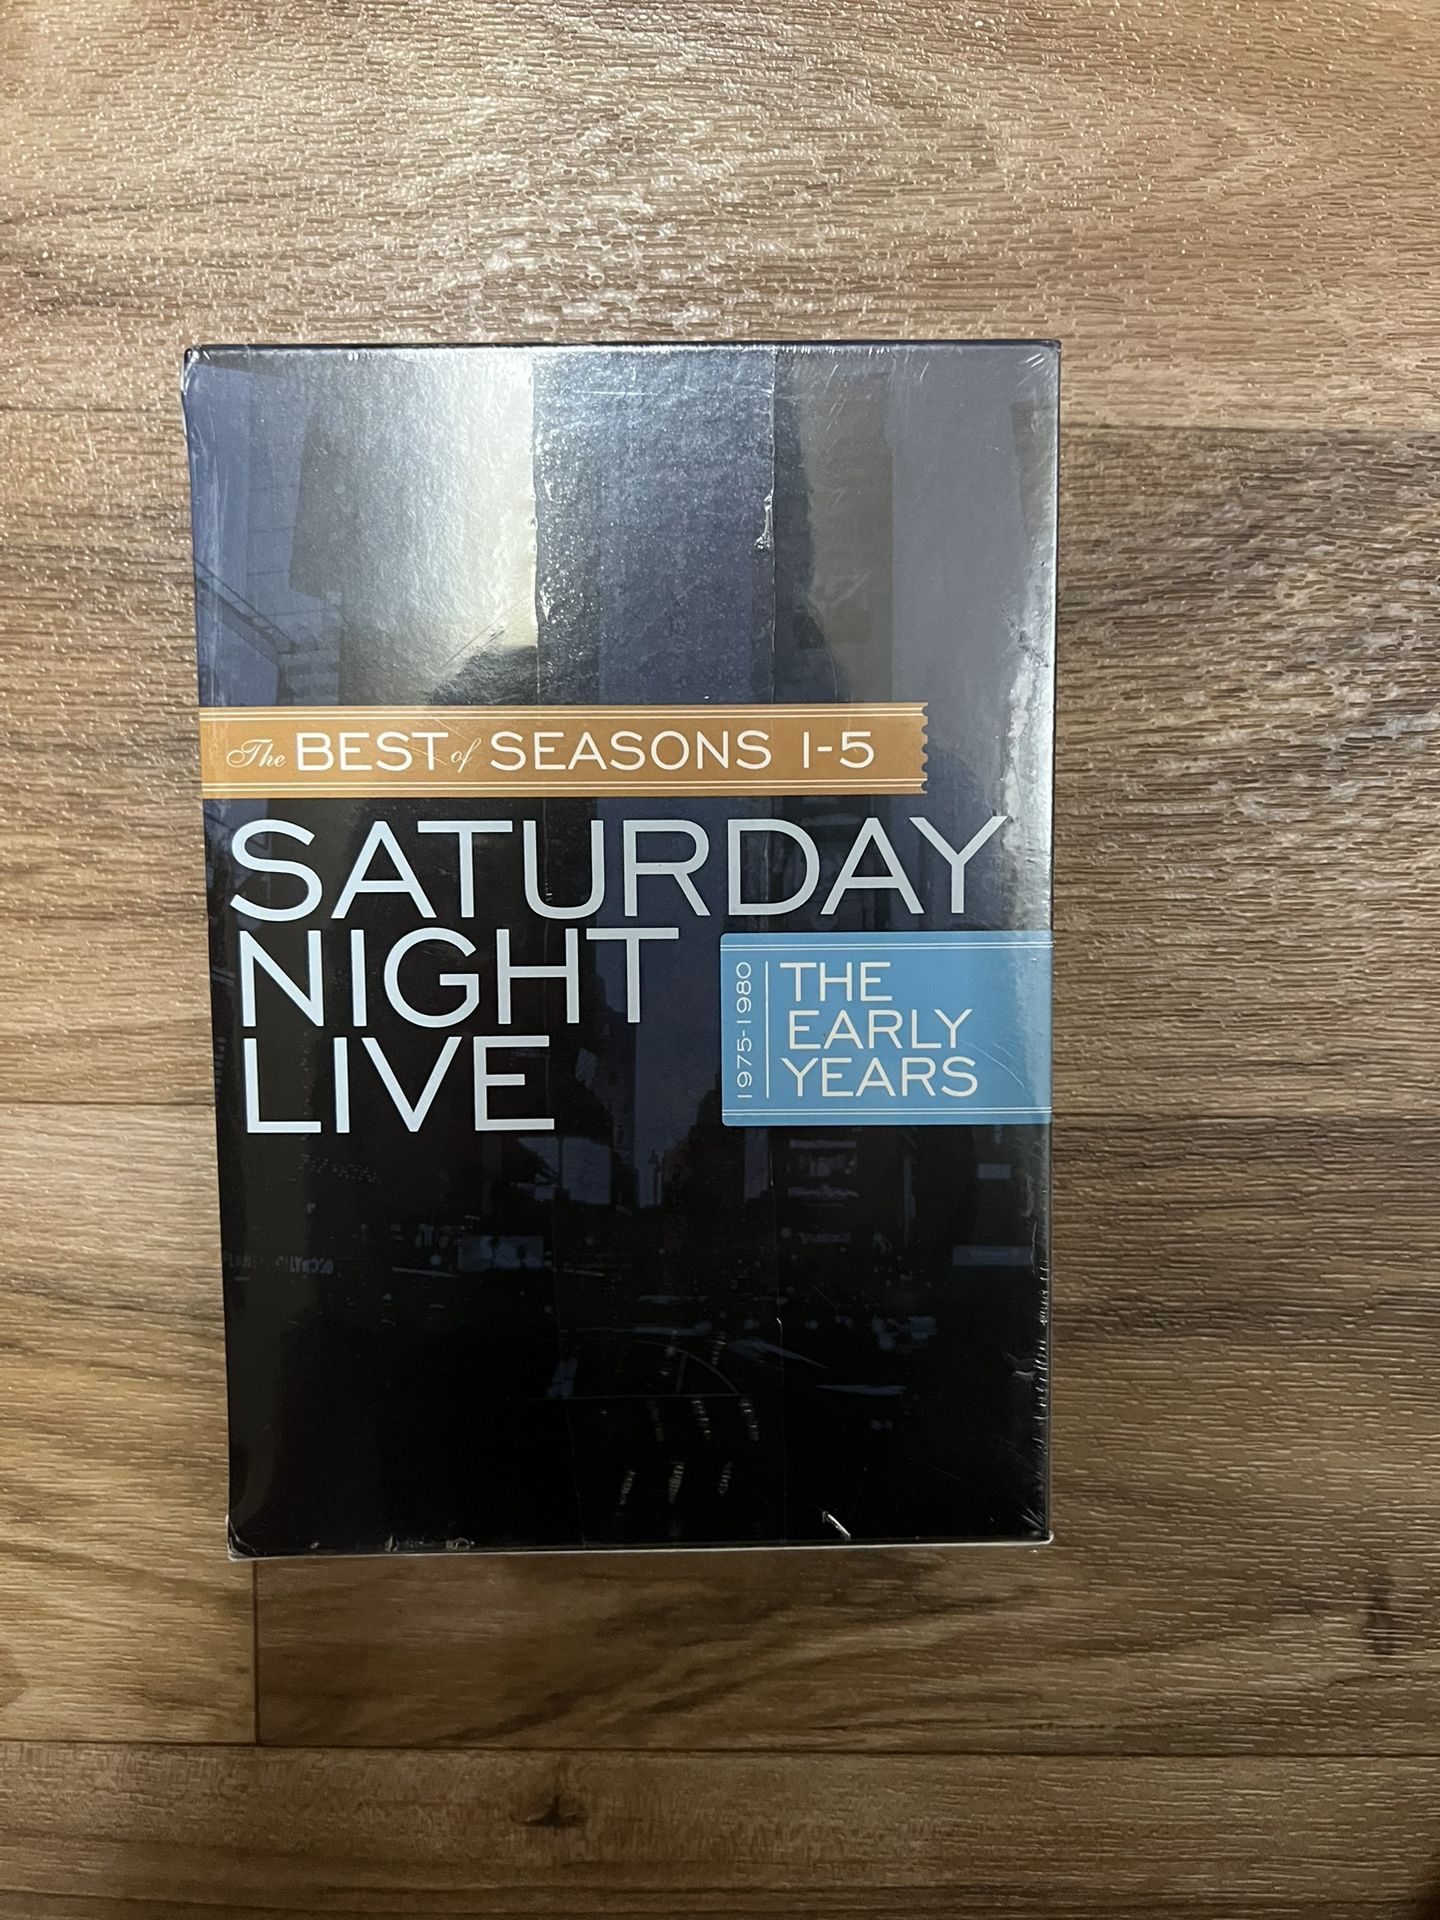 The BEST of SEASONS 1-5
SATURDAY
NIGHT
LIVE
1975-1980
THE
EARLY
YEARS